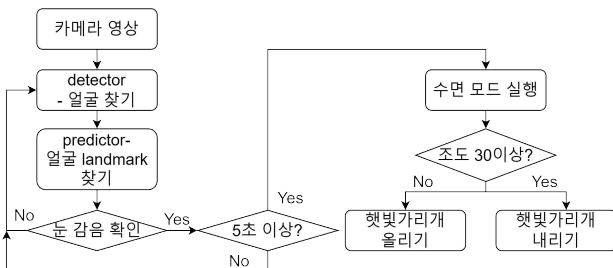 카메라 영상
detector
- 얼굴 찾기
predictor-
얼굴 landmark
찾기
No
눈 감음 확인
Yes
5초 이상?
Yes
No
수면 모드 실행
조도 30이상?
No
Yes
햇빛가리개
올리기
햇빛가리개
내리기